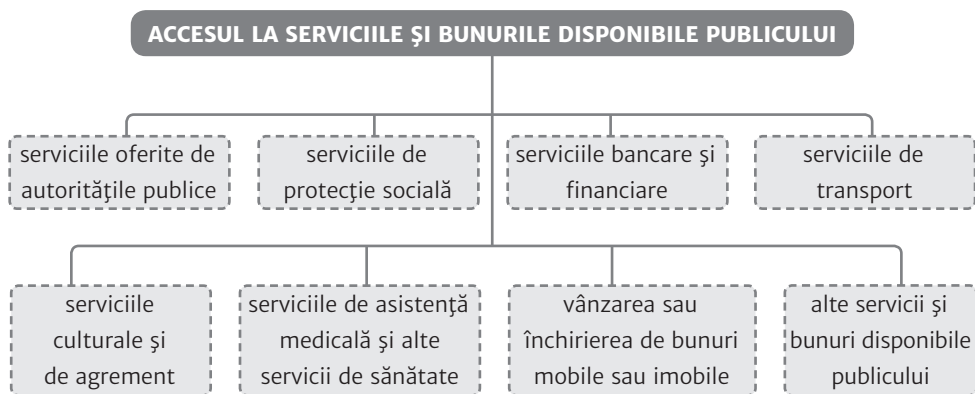 ACCESUL LA SERVICIILE ŞI BUNURILE DISPONIBILE PUBLICULUI
serviciile oferite de
autorităţile publice
serviciile de
protecţie socială
serviciile bancare şi
financiare
serviciile de
transport
serviciile
culturale şi
de agrement
serviciile de asistenţă
medicală şi alte
servicii de sănătate
vânzarea sau
închirierea de bunuri
mobile sau imobile
alte servicii şi
bunuri disponibile
publicului